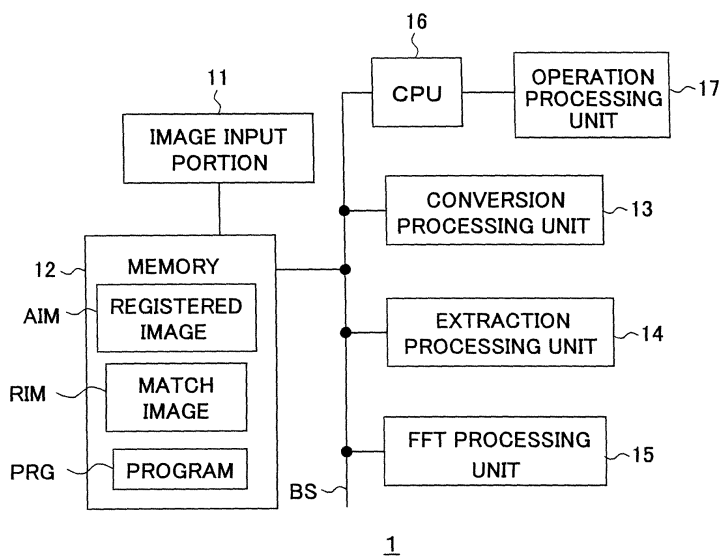 16
CPU
OPERATION
PROCESSING
UNIT
17
11
IMAGE INPUT
PORTION
CONVERSION
PROCESSING UNIT
13
12
MEMORY
AIM
REGISTERED
IMAGE
EXTRACTION
PROCESSING UNIT
14
RIM
MATCH
IMAGE
FFT PROCESSING
UNIT
15
PRG
PROGRAM
BS
1